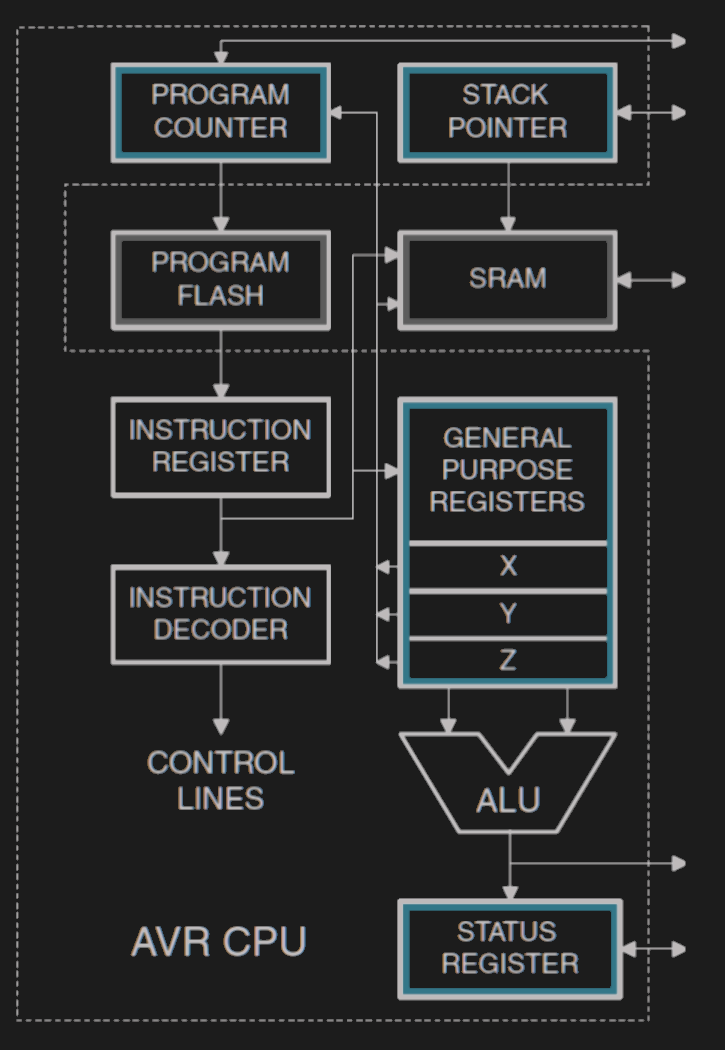 PROGRAM
COUNTER
STACK
POINTER
PROGRAM
FLASH
SRAM
INSTRUCTION
REGISTER
GENERAL
PURPOSE
REGISTERS
X
Y
Z
INSTRUCTION
DECODER
CONTROL
LINES
ALU
AVR CPU
STATUS
REGISTER